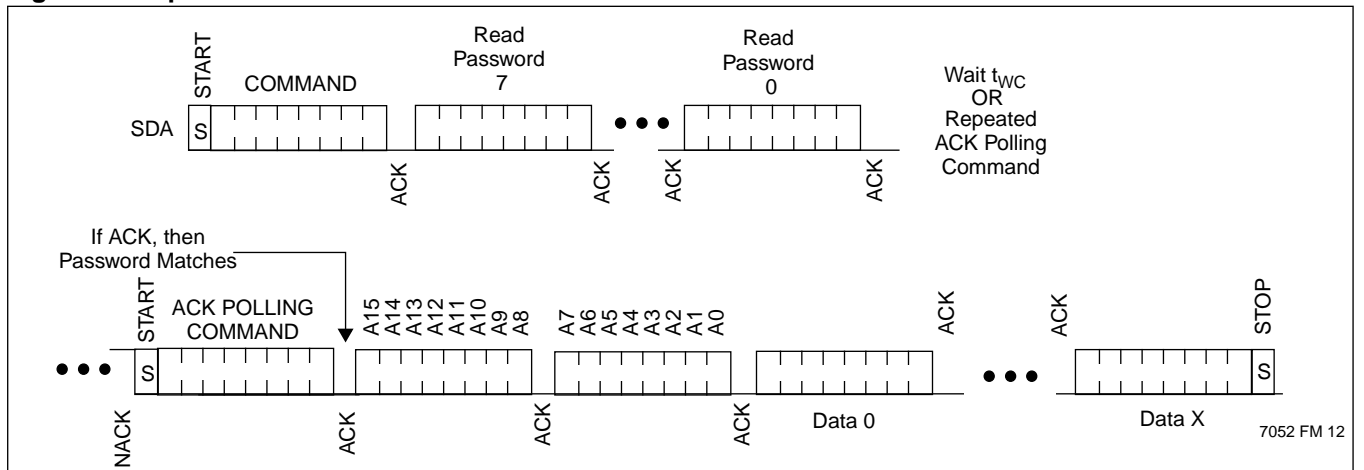 START
COMMAND
Read
Password
7
Read
Password
0
Wait tWC
OR
Repeated
ACK Polling
Command
SDA
S
ACK
ACK
ACK
ACK
If ACK, then
Password Matches
START
ACK POLLING
COMMAND
A15
A14
A13
A12
A11
A10
A9
A8
A7
A6
A5
A4
A3
A2
A1
A0
ACK
ACK
STOP
S
S
NACK
ACK
ACK
ACK
Data 0
Data X
7052 FM 12